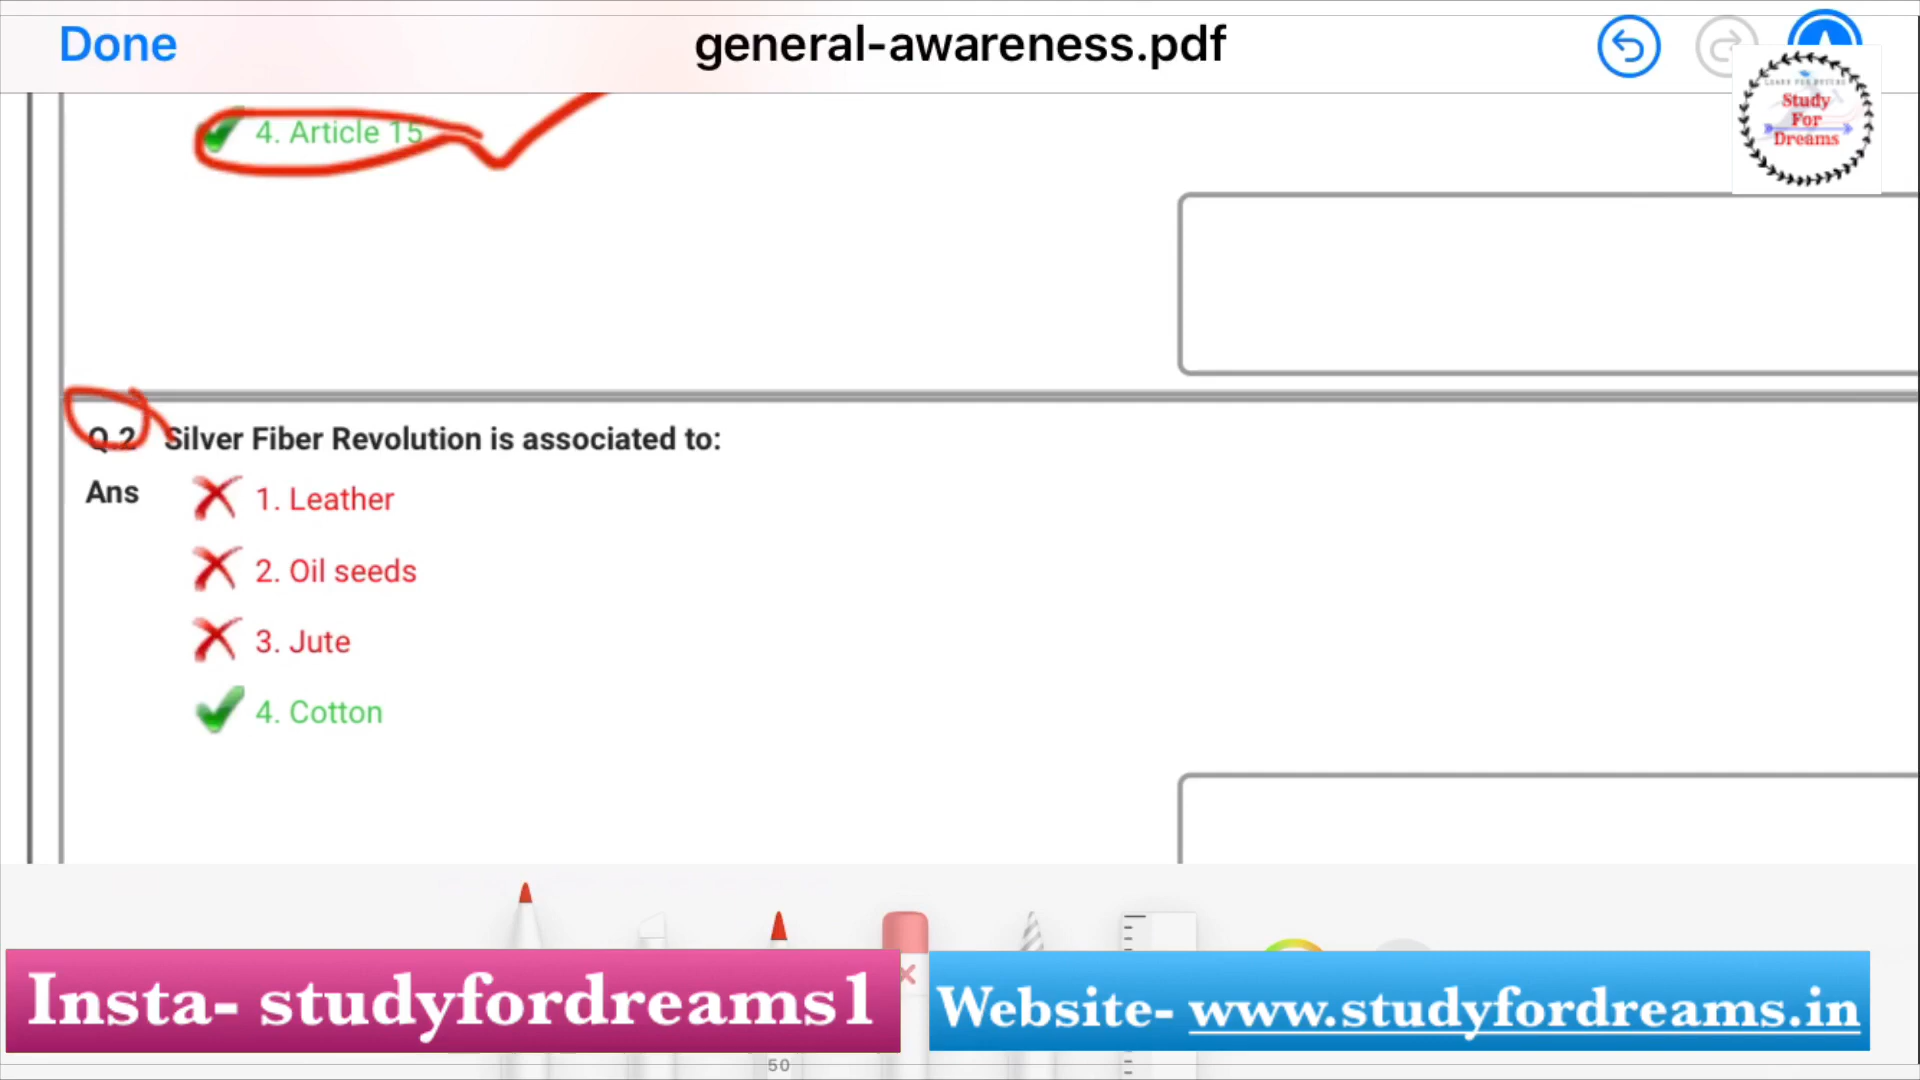 Done
general-awareness.pdf
Study
For
Dreams
4. Article 15
Q.2 Silver Fiber Revolution is associated to:
Ans
1. Leather
2. Oil seeds
3. Jute
4. Cotton
Insta- studyfordreams1
Website- www.studyfordreams.in
50